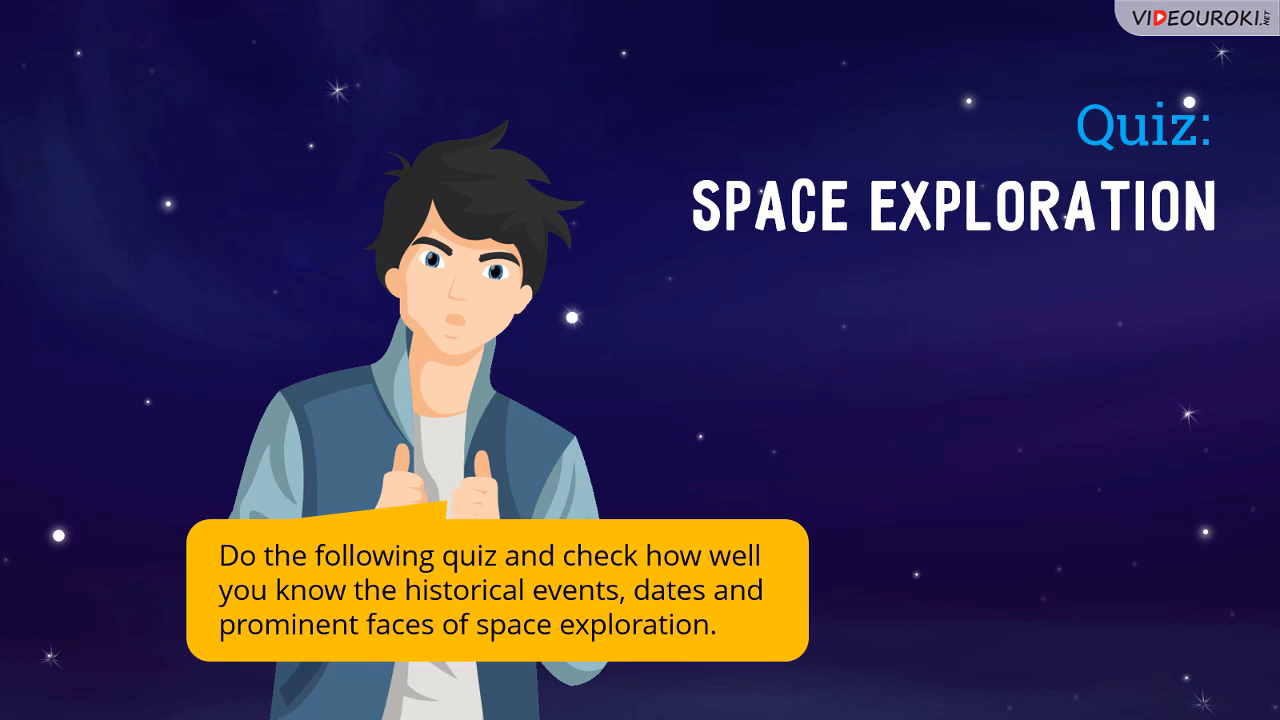 VIDEOUROKI.NET
Quiz:
SPACE EXPLORATION
Do the following quiz and check how well
you know the historical events, dates and
prominent faces of space exploration.